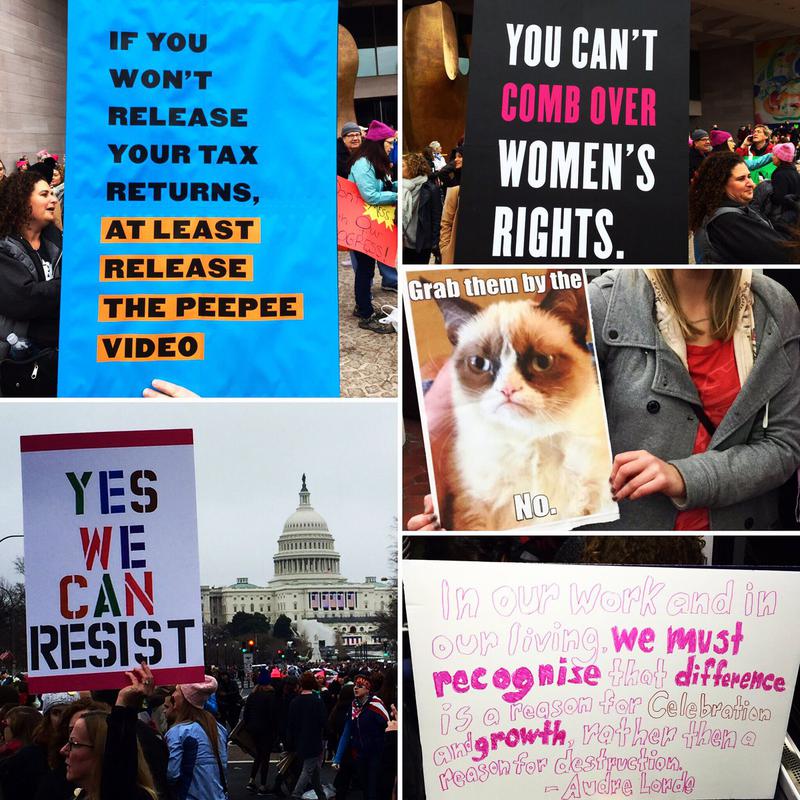 IF YOU
WON'T
RELEASE
YOUR TAX
RETURNS,
AT LEAST
RELEASE
THE PEEPEE
VIDEO
YOU CAN'T
COMB OVER
WOMEN'S
RIGHTS.
Grab them by the
No.
YES
WE
CAN
RESIST
In our work and in
our living, we must
recognise that difference
is a reason for Celebration
and growth, rather then a
reason for destruction.
- Audre Lorde